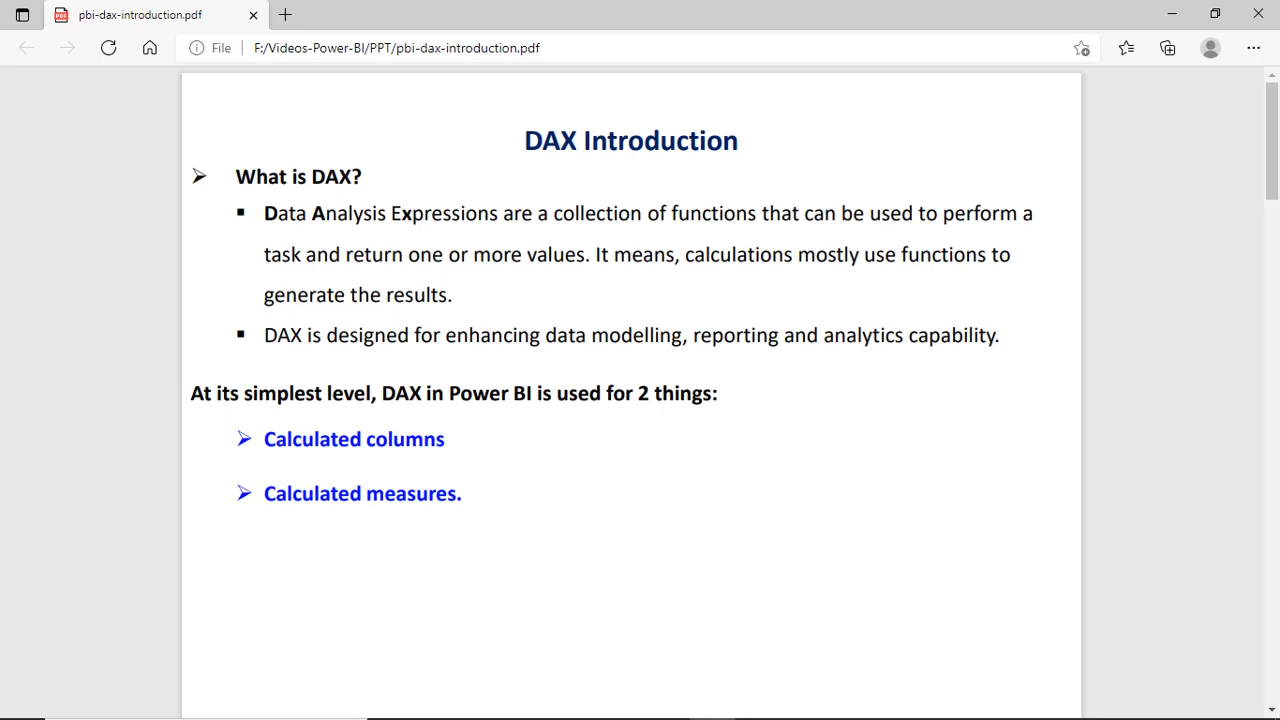 pbi-dax-introduction.pdf
File F:/Videos-Power-BI/PPT/pbi-dax-introduction.pdf
DAX Introduction
What is DAX?
Data Analysis Expressions are a collection of functions that can be used to perform a
task and return one or more values. It means, calculations mostly use functions to
generate the results.
DAX is designed for enhancing data modelling, reporting and analytics capability.
At its simplest level, DAX in Power BI is used for 2 things:
Calculated columns
Calculated measures.